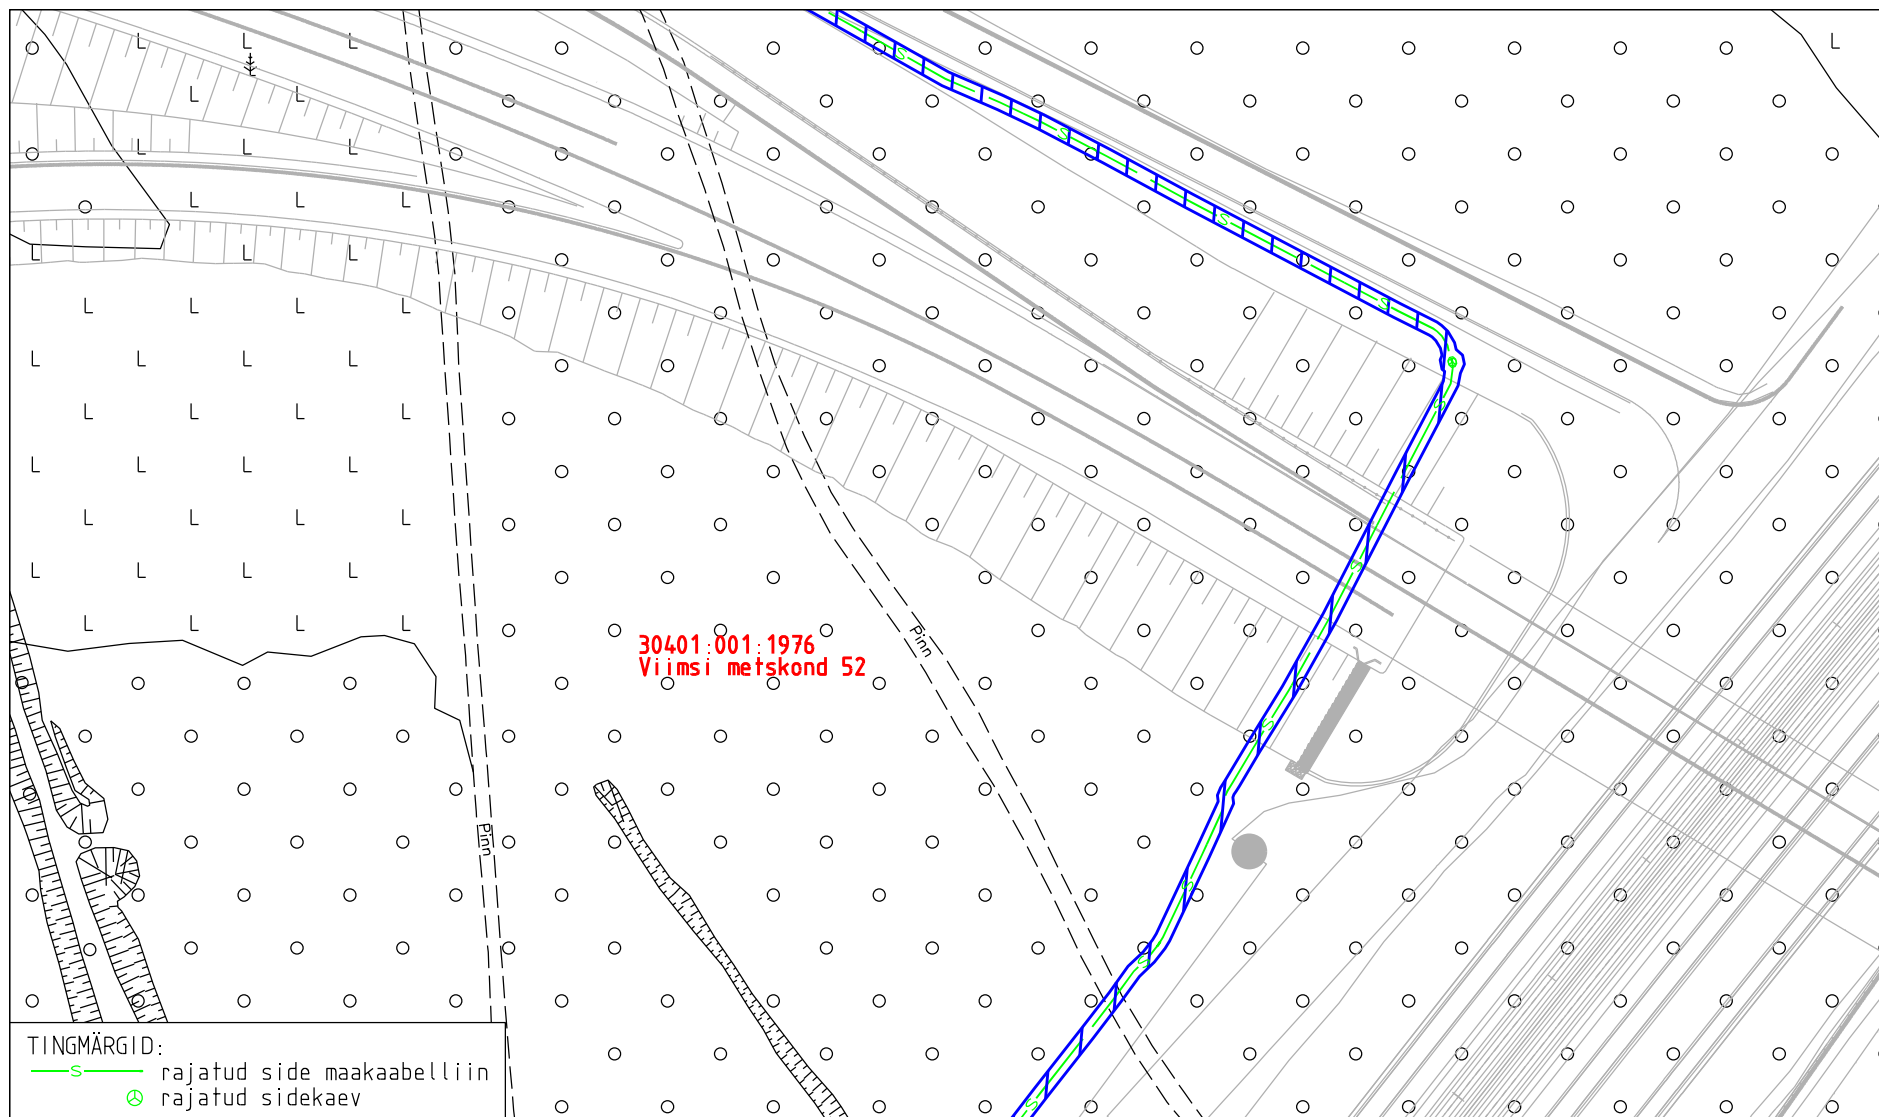 30401:001:1976
Viimsi metskond 52
Pinn
Pinn
TINGMÄRGID:
S rajatud side maakaabelliin
rajatud sidekaev